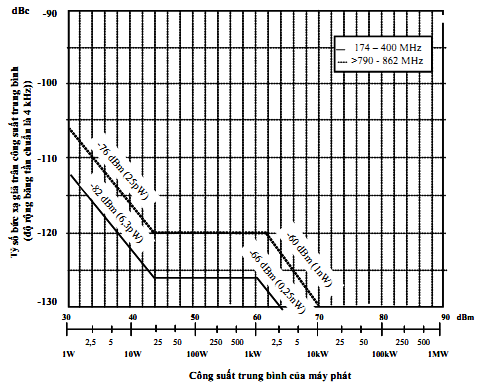 dBc
-90
-100
-110
-120
-130
Tỷ số bức xạ giả trên công suất trung bình
(độ rộng băng tần chuẩn là 4 kHz)
174 – 400 MHz
>790 - 862 MHz
-76 dBm (25pW)
-82 dBm (6,3pW)
-60 dBm (1nW)
-66 dBm (0,25nW)
30 40 50 60 70 80 90 dBm
2,5 5 25 50 250 500 2,5 5 25 50 250 500
1W 10W 100W 1kW 10kW 100kW 1MW
Công suất trung bình của máy phát